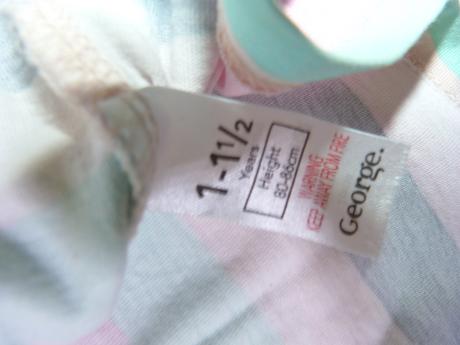 1-1½
Years
Height
80-86cm
WARNING
KEEP AWAY FROM FIRE
George.